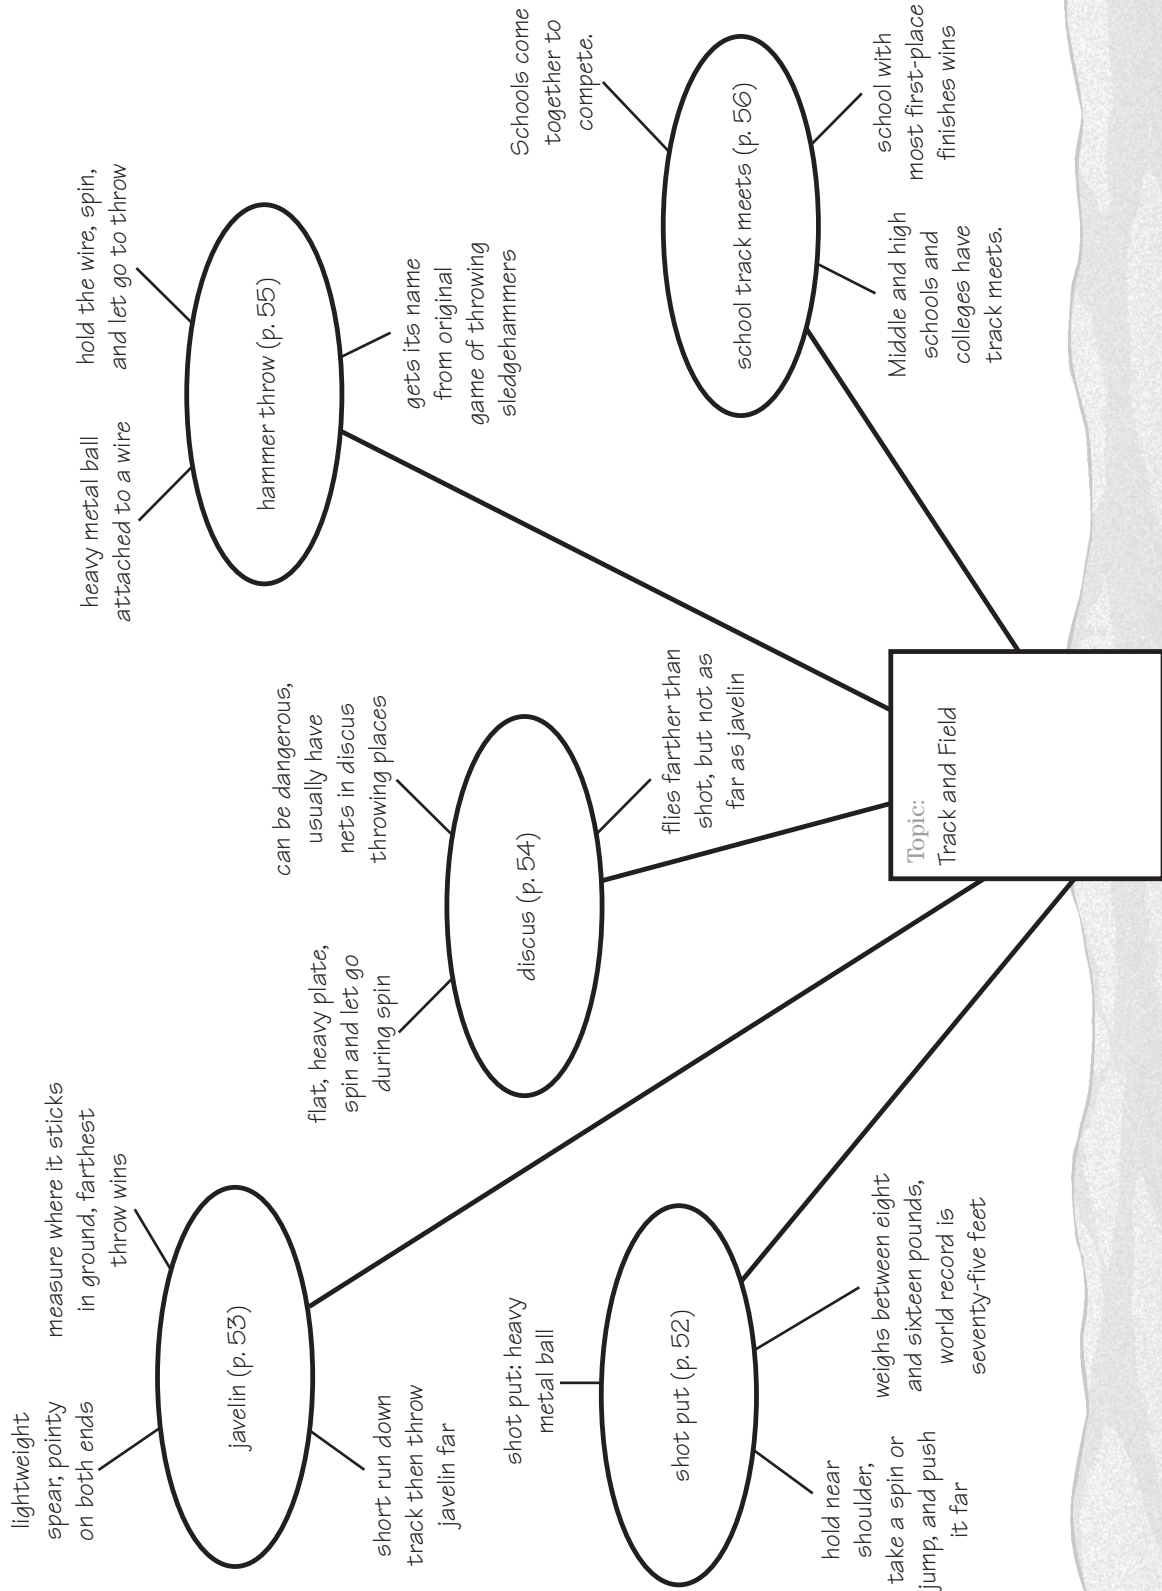 lightweight
spear, pointy
on both ends
measure where it sticks
in ground, farthest
throw wins
javelin (p. 53)
short run down
track then throw
javelin far
shot put: heavy
metal ball
shot put (p. 52)
hold near
shoulder,
take a spin or
jump, and push
it far
weighs between eight
and sixteen pounds,
world record is
seventy-five feet
flat, heavy plate,
spin and let go
during spin
can be dangerous,
usually have
nets in discus
throwing places
discus (p. 54)
flies farther than
shot, but not as
far as javelin
heavy metal ball
attached to a wire
hold the wire, spin,
and let go to throw
hammer throw (p. 55)
gets its name
from original
game of throwing
sledgehammers
Schools come
together to
compete.
school track meets (p. 56)
Middle and high
schools and
colleges have
track meets.
school with
most first-place
finishes wins
Topic:
Track and Field